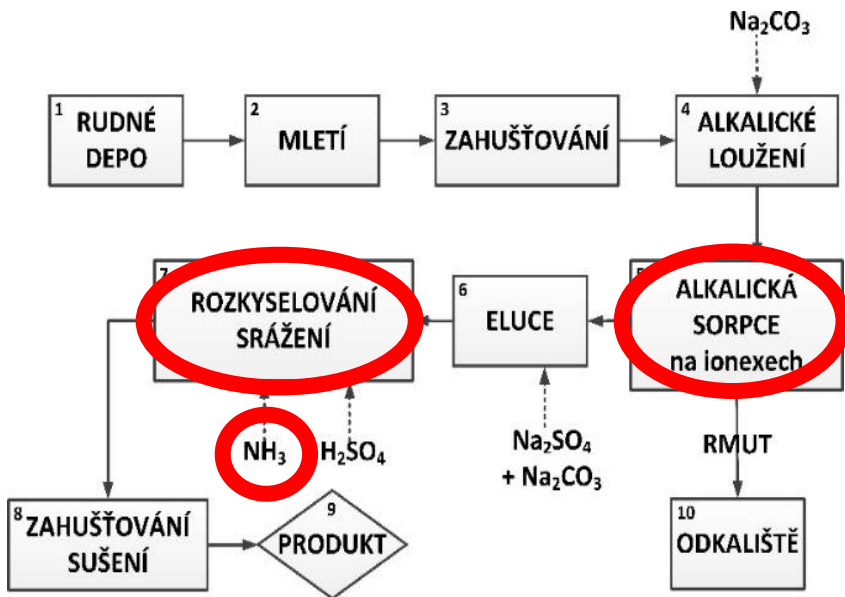 Na₂CO₃
1
RUDNÉ
DEPO
2
MLETÍ
3
ZAHUŠŤOVÁNÍ
4
ALKALICKÉ
LOUŽENÍ
7
ROZKYSELOVÁNÍ
SRÁŽENÍ
6
ELUCE
5
ALKALICKÁ
SORPCE
na ionexech
NH₃
H₂SO₄
Na₂SO₄
+ Na₂CO₃
RMUT
8
ZAHUŠŤOVÁNÍ
SUŠENÍ
9
PRODUKT
10
ODKALIŠTĚ